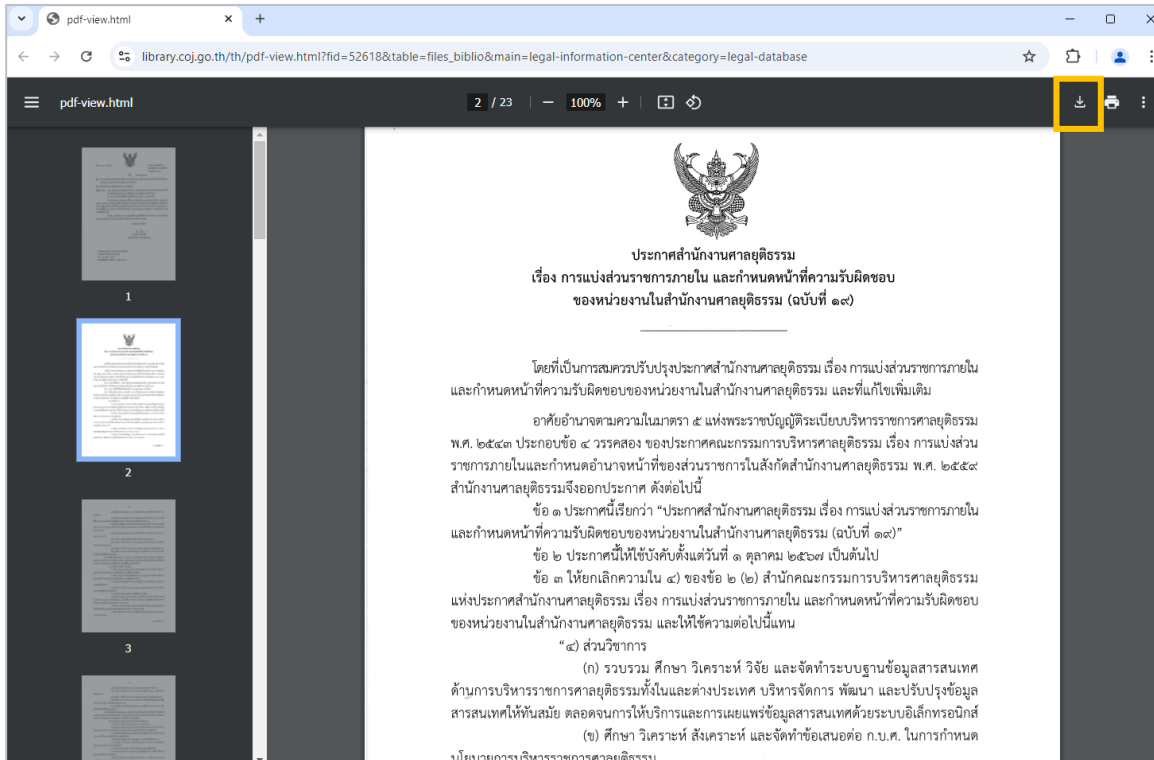 pdf-view.html
library.coj.go.th/th/pdf-view.html?fid=52618&table=files_biblio&main=legal-information-center&category=legal-database
pdf-view.html
2 / 23
100%
1
2
3
ประกาศสำนักงานศาลยุติธรรม
เรื่อง การแบ่งส่วนราชการภายใน และกำหนดหน้าที่ความรับผิดชอบ
ของหน่วยงานในสำนักงานศาลยุติธรรม (ฉบับที่ ๑๙)
โดยที่เป็นการสมควรปรับปรุงประกาศสำนักงานศาลยุติธรรม เรื่อง การแบ่งส่วนราชการภายใน
และกำหนดหน้าที่ความรับผิดชอบของหน่วยงานในสำนักงานศาลยุติธรรม และที่แก้ไขเพิ่มเติม
อาศัยอำนาจตามความในมาตรา ๕ แห่งพระราชบัญญัติระเบียบบริหารราชการศาลยุติธรรม
พ.ศ. ๒๕๔๓ ประกอบข้อ ๔ วรรคสอง ของประกาศคณะกรรมการบริหารศาลยุติธรรม เรื่อง การแบ่งส่วน
ราชการภายในและกำหนดอำนาจหน้าที่ของส่วนราชการในสังกัดสำนักงานศาลยุติธรรม พ.ศ. ๒๕๕๙
สำนักงานศาลยุติธรรมจึงออกประกาศ ดังต่อไปนี้
ข้อ ๑ ประกาศนี้เรียกว่า “ประกาศสำนักงานศาลยุติธรรม เรื่อง การแบ่งส่วนราชการภายใน
และกำหนดหน้าที่ความรับผิดชอบของหน่วยงานในสำนักงานศาลยุติธรรม (ฉบับที่ ๑๙)”
ข้อ ๒ ประกาศนี้ให้ใช้บังคับตั้งแต่วันที่ ๑ ตุลาคม ๒๕๖๗ เป็นต้นไป
ข้อ ๓ ให้ยกเลิกความใน ๔) ของข้อ ๒ (๒) สำนักคณะกรรมการบริหารศาลยุติธรรม
แห่งประกาศสำนักงานศาลยุติธรรม เรื่อง การแบ่งส่วนราชการภายใน และกำหนดหน้าที่ความรับผิดชอบ
ของหน่วยงานในสำนักงานศาลยุติธรรม และให้ใช้ความต่อไปนี้แทน
“๔) ส่วนวิชาการ
(ก) รวบรวม ศึกษา วิเคราะห์ วิจัย และจัดทำระบบฐานข้อมูลสารสนเทศ
ด้านการบริหารราชการศาลยุติธรรมทั้งในและต่างประเทศ บริหารจัดการ พัฒนา และปรับปรุงข้อมูล
สารสนเทศให้ทันสมัย ตลอดจนการให้บริการและการเผยแพร่ข้อมูลสารสนเทศด้วยระบบอิเล็กทรอนิกส์
(ข) ศึกษา วิเคราะห์ สังเคราะห์ และจัดทำข้อเสนอต่อ ก.บ.ศ. ในการกำหนด
นโยบายการบริหารราชการศาลยุติธรรม